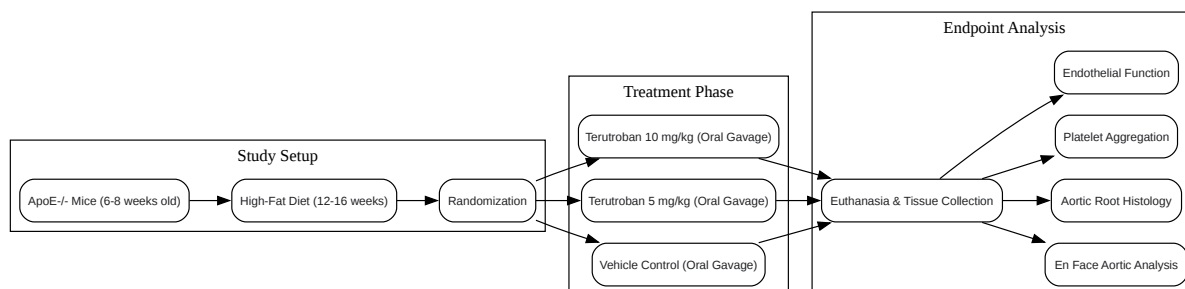 Study Setup
ApoE-/- Mice (6-8 weeks old)
High-Fat Diet (12-16 weeks)
Randomization
Treatment Phase
Terutroban 10 mg/kg (Oral Gavage)
Terutroban 5 mg/kg (Oral Gavage)
Vehicle Control (Oral Gavage)
Endpoint Analysis
Euthanasia & Tissue Collection
Endothelial Function
Platelet Aggregation
Aortic Root Histology
En Face Aortic Analysis